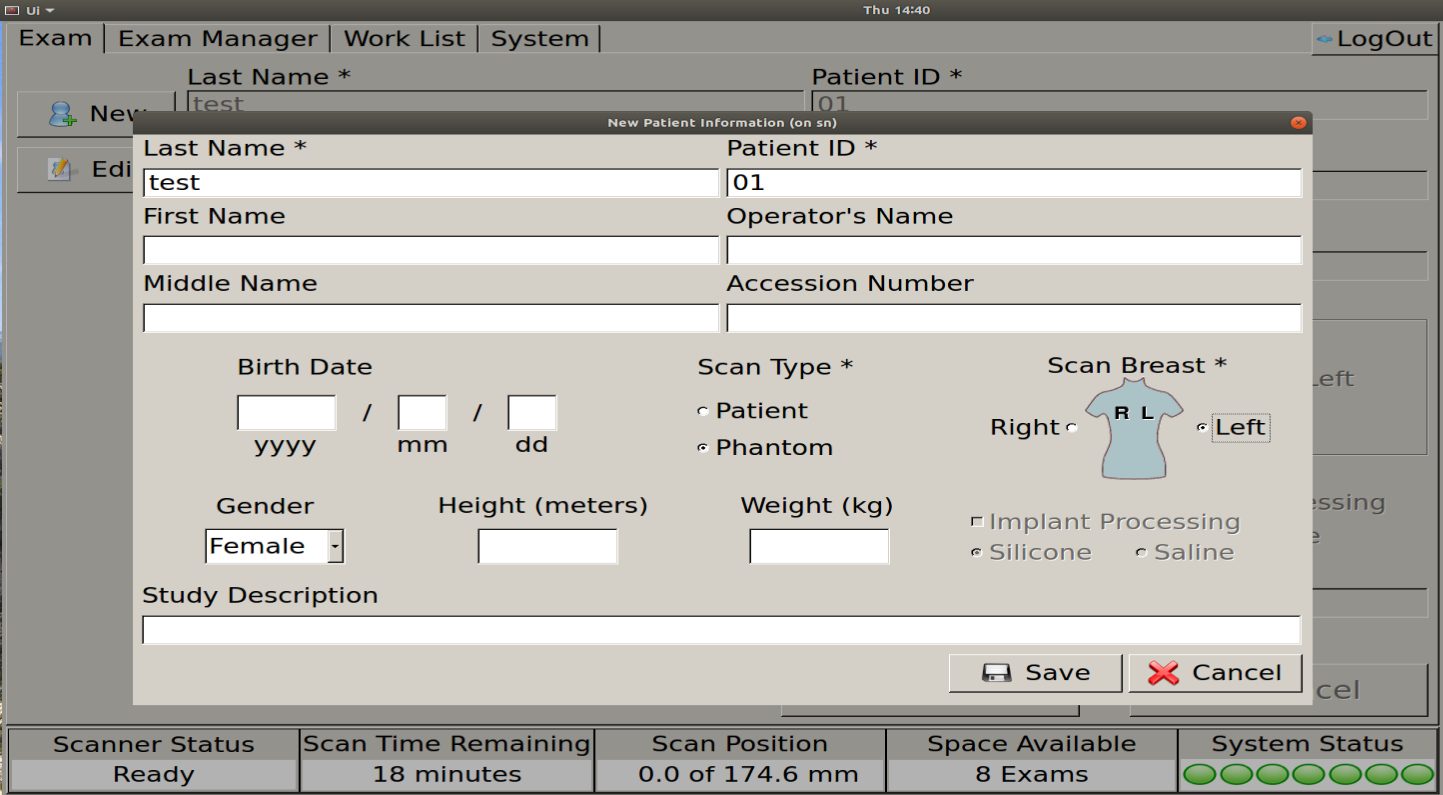 Ui
Thu 14:40
Exam
Exam Manager
Work List
System
LogOut
Last Name *
Patient ID *
test
01
New
Edi
New Patient Information (on sn)
Last Name *
Patient ID *
test
01
First Name
Operator's Name
Middle Name
Accession Number
Birth Date
/ /
yyyy mm dd
Scan Type *
Patient
Phantom
Scan Breast *
R L
Right
Left
Gender
Female
Height (meters)
Weight (kg)
Implant Processing
Silicone
Saline
Study Description
Save
Cancel
Left
essing
e
cel
Scanner Status
Ready
Scan Time Remaining
18 minutes
Scan Position
0.0 of 174.6 mm
Space Available
8 Exams
System Status